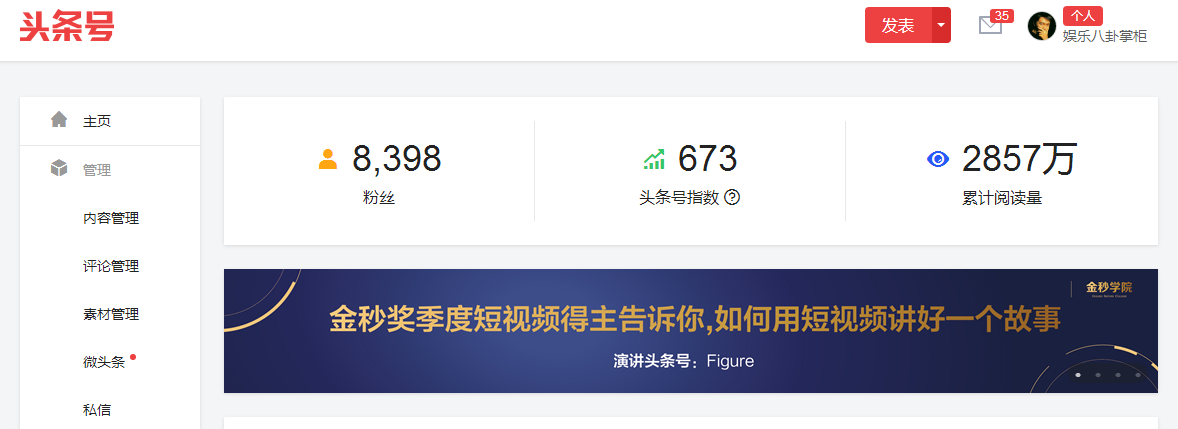 头条号
发表
35
个人
娱乐八卦掌柜
主页
管理
内容管理
评论管理
素材管理
微头条
私信
8,398
粉丝
673
头条号指数
2857万
累计阅读量
金秒学院
金秒奖季度短视频得主告诉你,如何用短视频讲好一个故事
演讲头条号：Figure